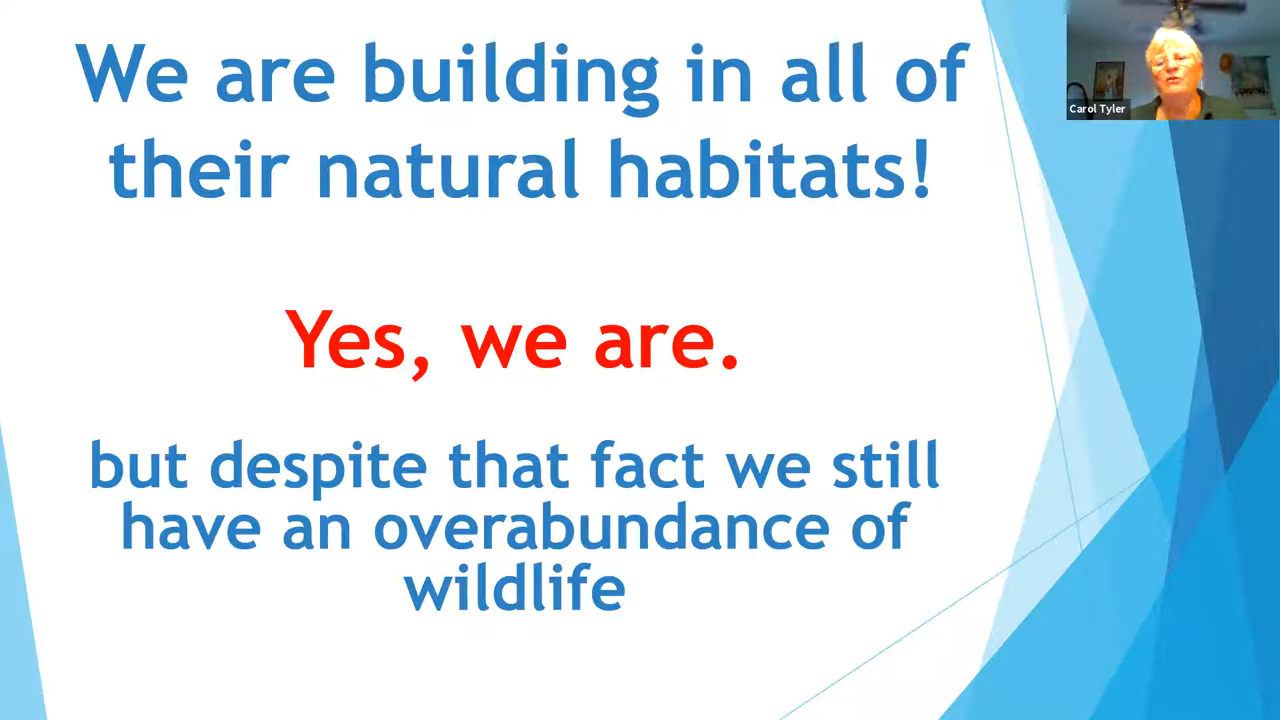 We are building in all of
their natural habitats!
Yes, we are.
but despite that fact we still
have an overabundance of
wildlife
Carol Tyler